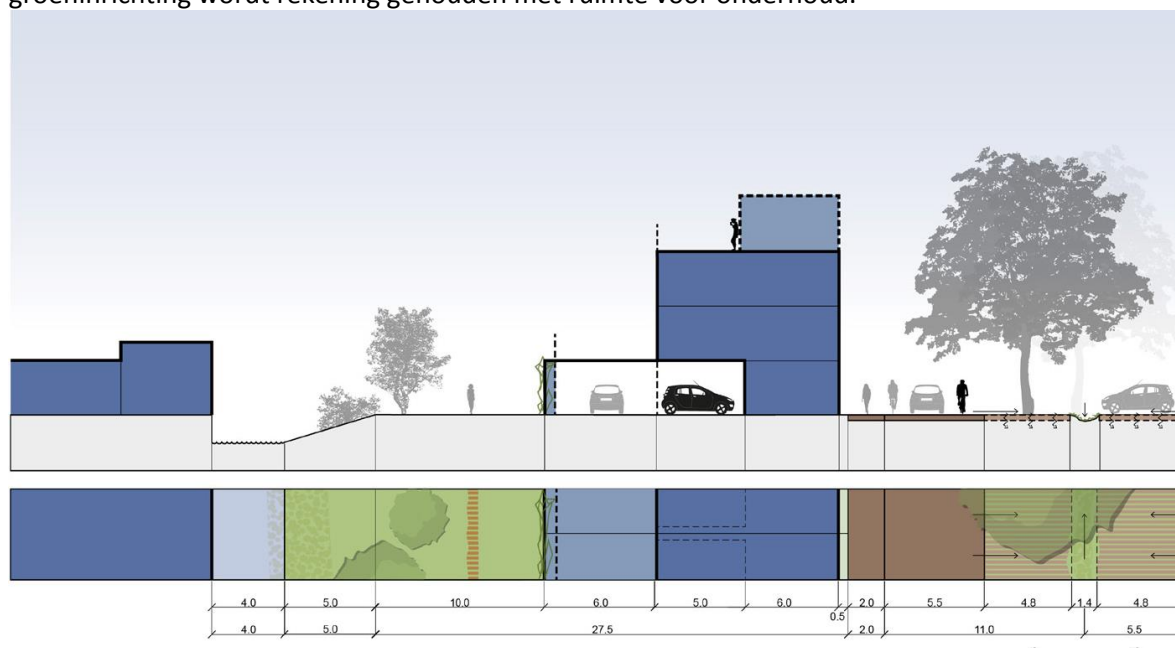 groeninrichting wordt rekening gehouden met ruimte voor onderhoud.
4.0 5.0 10.0 6.0 5.0 6.0 0.5 2.0 5.5 4.8 1.4 4.8
4.0 5.0 27.5 2.0 11.0 5.5